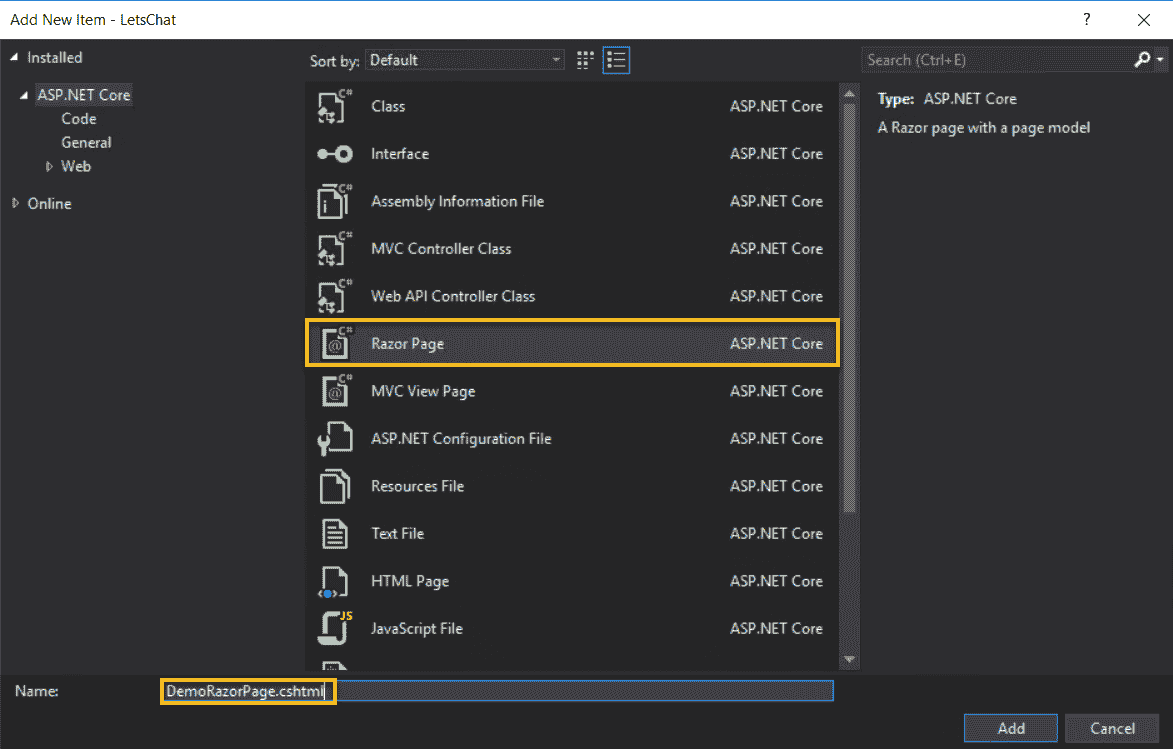 Add New Item - LetsChat
?
Installed
ASP.NET Core
Code
General
Web
Online
Sort by: Default
C# Class ASP.NET Core
Interface ASP.NET Core
C# Assembly Information File ASP.NET Core
C# MVC Controller Class ASP.NET Core
C# Web API Controller Class ASP.NET Core
C# @ Razor Page ASP.NET Core
C# @ MVC View Page ASP.NET Core
ASP.NET Configuration File ASP.NET Core
Resources File ASP.NET Core
Text File ASP.NET Core
HTML Page ASP.NET Core
JS JavaScript File ASP.NET Core
Search (Ctrl+E)
Type: ASP.NET Core
A Razor page with a page model
Name: DemoRazorPage.cshtml
Add Cancel